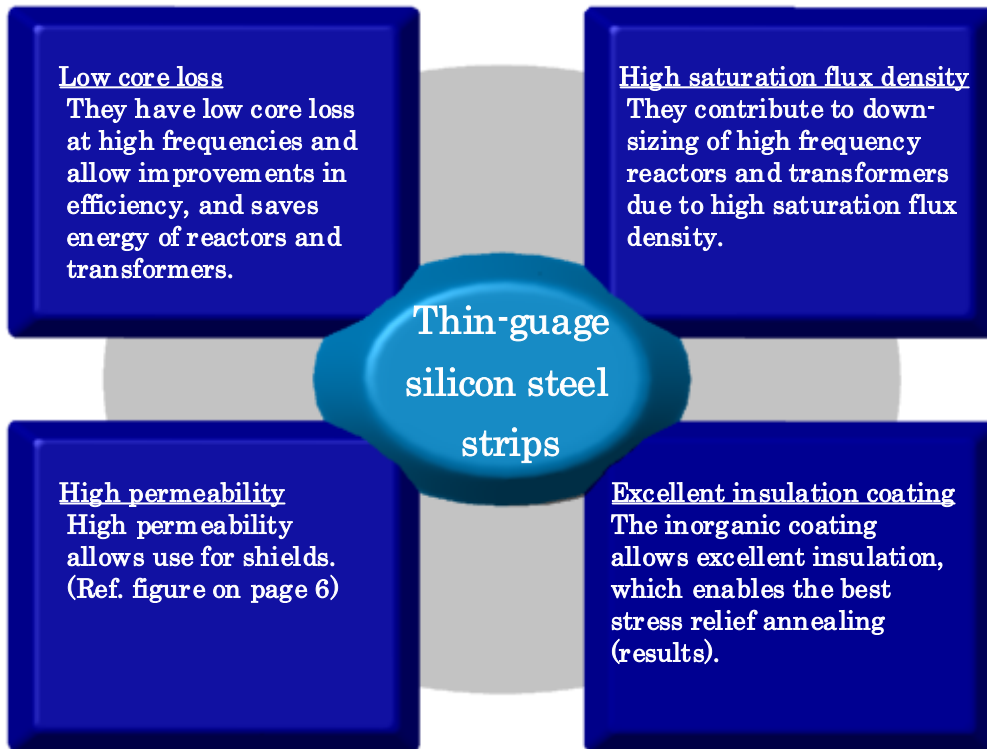 Low core loss
They have low core loss
at high frequencies and
allow improvements in
efficiency, and saves
energy of reactors and
transformers.
High saturation flux density
They contribute to down-
sizing of high frequency
reactors and transformers
due to high saturation flux
density.
Thin-guage
silicon steel
strips
High permeability
High permeability
allows use for shields.
(Ref. figure on page 6)
Excellent insulation coating
The inorganic coating
allows excellent insulation,
which enables the best
stress relief annealing
(results).